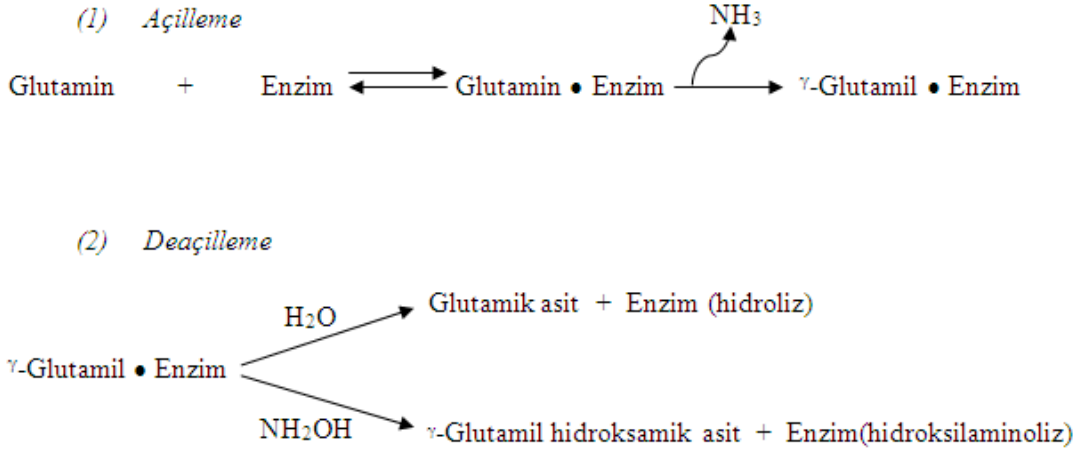 (1) Açilleme
NH₃
Glutamin + Enzim Glutamin • Enzim γ-Glutamil • Enzim
(2) Deaçilleme
Glutamik asit + Enzim (hidroliz)
H₂O
γ-Glutamil • Enzim
NH₂OH γ-Glutamil hidroksamik asit + Enzim(hidroksilaminoliz)